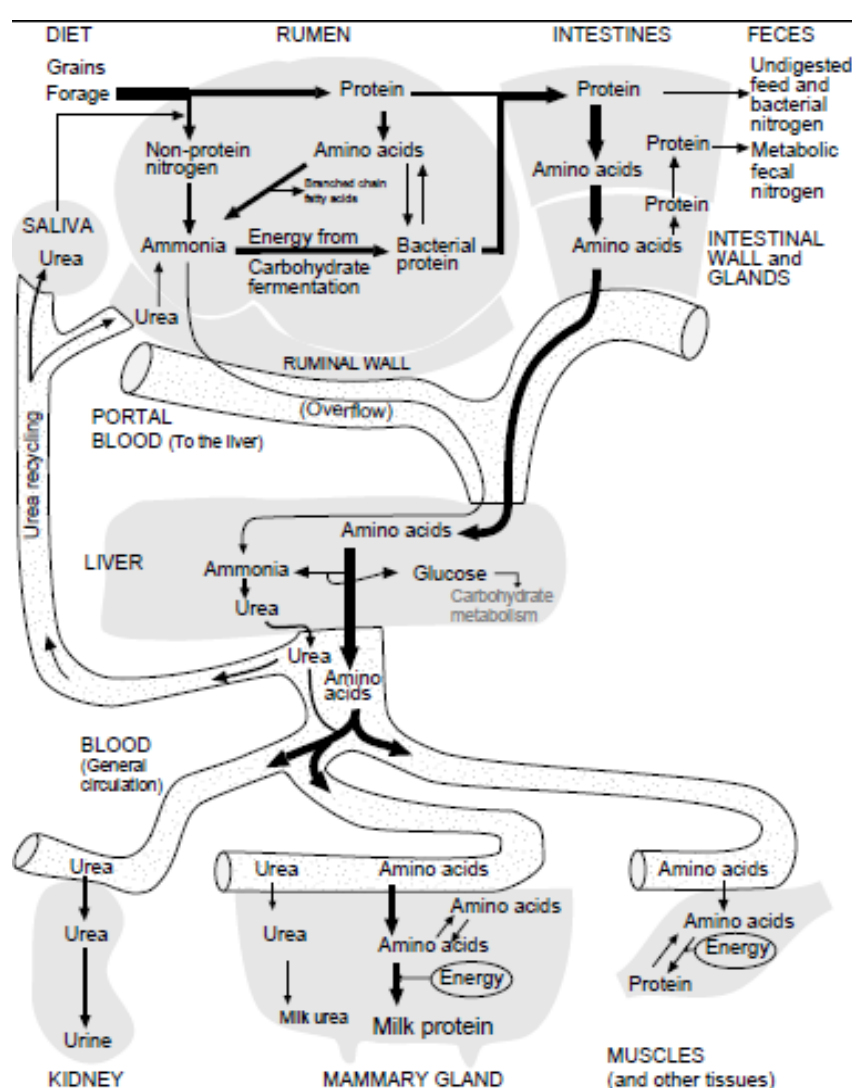 DIET
RUMEN
INTESTINES
FECES
Grains
Forage
Protein
Protein
Undigested
feed and
bacterial
nitrogen
Non-protein
nitrogen
Amino acids
Branched chain
fatty acids
Amino acids
Protein
Metabolic
fecal
nitrogen
Protein
SALIVA
Urea
Ammonia
Energy from
Carbohydrate
fermentation
Bacterial
protein
Amino acids
INTESTINAL
WALL and
GLANDS
Urea
RUMINAL WALL
(Overflow)
PORTAL
BLOOD (To the liver)
Urea recycling
Amino acids
LIVER
Ammonia
Glucose
Urea
Carbohydrate
metabolism
Urea
Amino
acids
BLOOD
(General
circulation)
Urea
Urea
Amino acids
Amino acids
Urea
Urea
Amino acids
Amino acids
Amino acids
Energy
Energy
Protein
Milk urea
Milk protein
Urine
KIDNEY
MAMMARY GLAND
MUSCLES
(and other tissues)